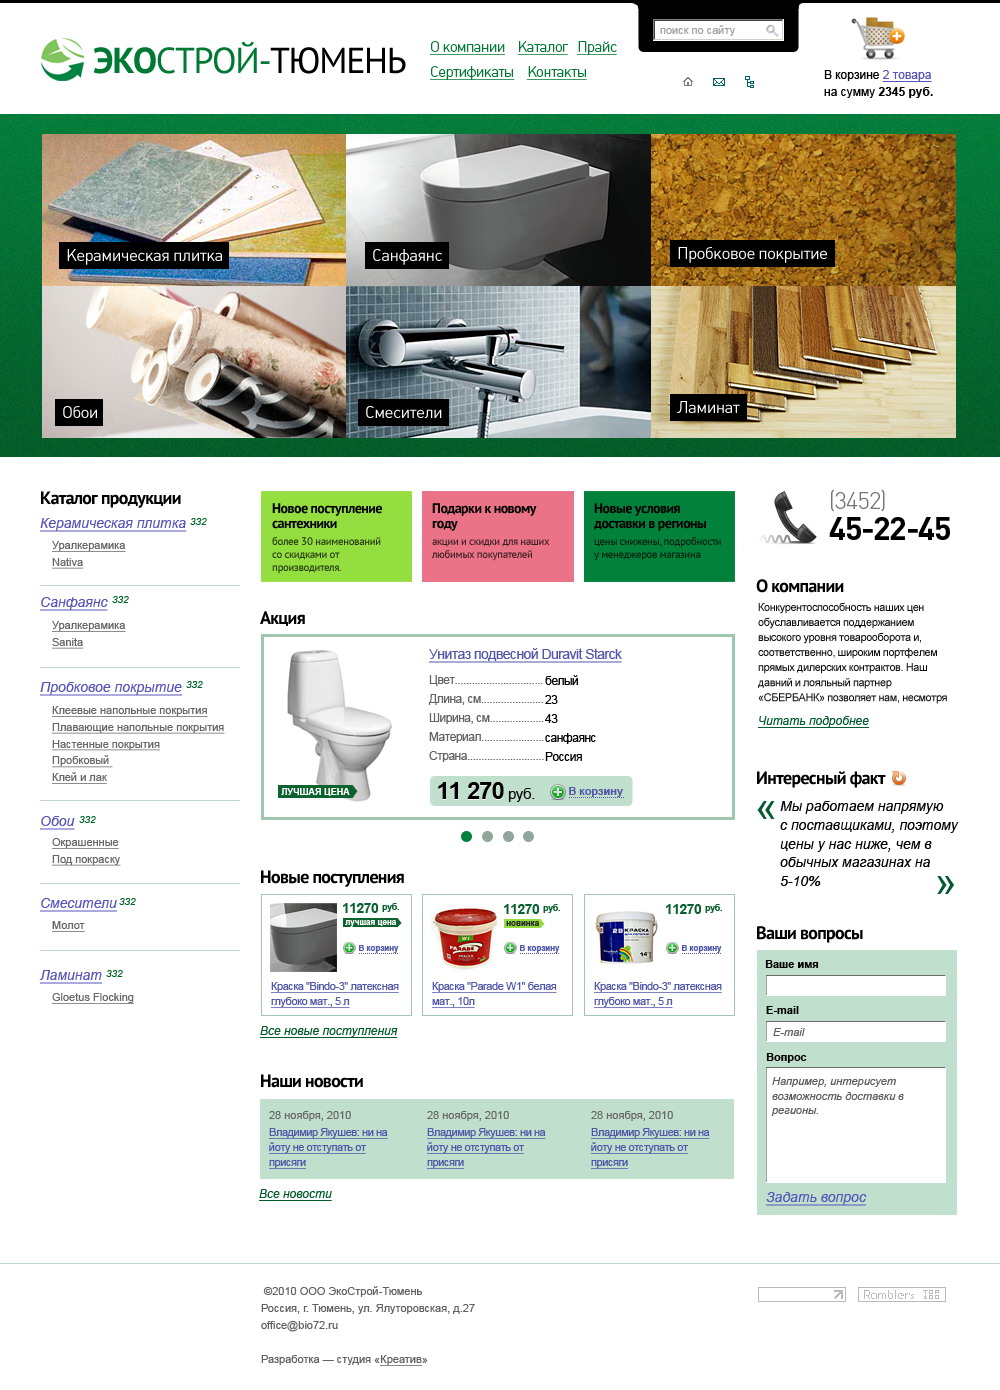 ЭКОСТРОЙ-ТЮМЕНЬ
О компании Каталог Прайс
Сертификаты Контакты
поиск по сайту
В корзине 2 товара
на сумму 2345 руб.
Керамическая плитка
Санфаянс
Пробковое покрытие
Обои
Смесители
Ламинат
Каталог продукции
Керамическая плитка 332
Уралкерамика
Nativa
Санфаянс 332
Уралкерамика
Sanita
Пробковое покрытие 332
Клеевые напольные покрытия
Плавающие напольные покрытия
Настенные покрытия
Пробковый
Клей и лак
Обои 332
Окрашенные
Под покраску
Смесители 332
Молот
Ламинат 332
Gloetus Flocking
Новое поступление
сантехники
более 30 наименований
со скидками от
производителя.
Подарки к новому
году
акции и скидки для наших
любимых покупателей
Новые условия
доставки в регионы
цены снижены, подробности
у менеджеров магазина
Акция
ЛУЧШАЯ ЦЕНА
Унитаз подвесной Duravit Starck
Цвет..............................белый
Длина, см.....................23
Ширина, см..................43
Материал.....................санфаянс
Страна..........................Россия
11 270 руб. В корзину
Новые поступления
11270 руб.
лучшая цена
В корзину
Краска "Bindo-3" латексная
глубоко мат., 5 л
W1
PARADE
КРАСКА
11270 руб.
новинка
В корзину
Краска "Parade W1" белая
мат., 10л
КРАСКА
11270 руб.
В корзину
Краска "Bindo-3" латексная
глубоко мат., 5 л
Все новые поступления
Наши новости
28 ноября, 2010
Владимир Якушев: ни на
йоту не отступать от
присяги
28 ноября, 2010
Владимир Якушев: ни на
йоту не отступать от
присяги
28 ноября, 2010
Владимир Якушев: ни на
йоту не отступать от
присяги
Все новости
(3452)
45-22-45
О компании
Конкурентоспособность наших цен
обуславливается поддержанием
высокого уровня товарооборота и,
соответственно, широким портфелем
прямых дилерских контрактов. Наш
давний и лояльный партнер
«СБЕРБАНК» позволяет нам, несмотря
Читать подробнее
Интересный факт
« Мы работаем напрямую
с поставщиками, поэтому
цены у нас ниже, чем в
обычных магазинах на
5-10% »
Ваши вопросы
Ваше имя
E-mail
E-mail
Вопрос
Например, интерисует
возможность доставки в
регионы.
Задать вопрос
©2010 ООО ЭкоСтрой-Тюмень
Россия, г. Тюмень, ул. Ялуторовская, д.27
office@bio72.ru
Разработка — студия «Креатив»
Rambler's